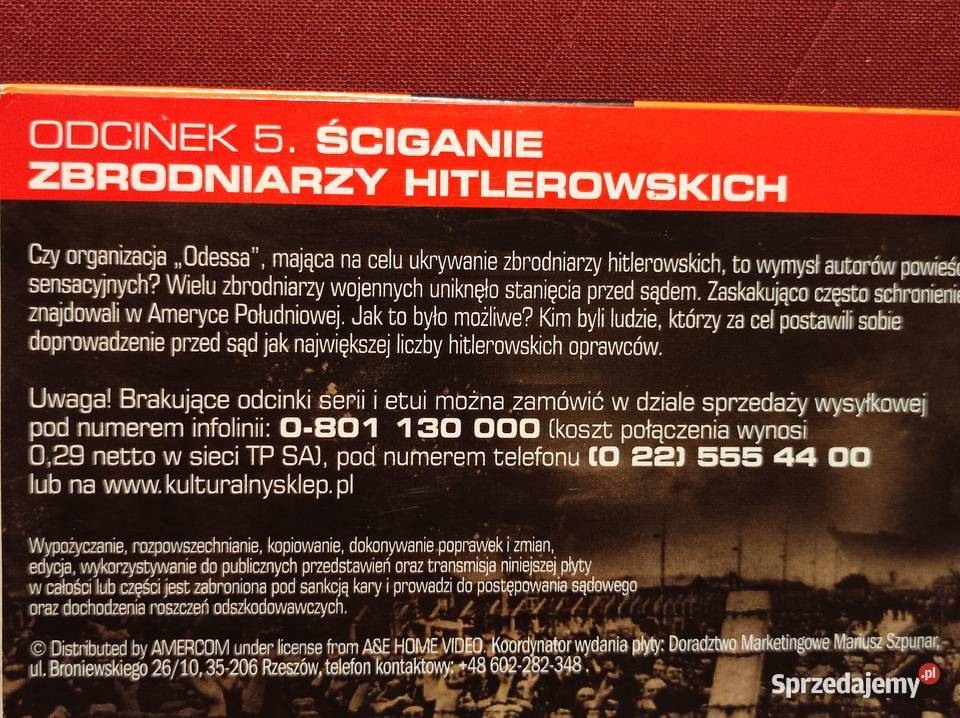 ODCINEK 5. ŚCIGANIE
ZBRODNIARZY HITLEROWSKICH
Czy organizacja „Odessa”, mająca na celu ukrywanie zbrodniarzy hitlerowskich, to wymysł autorów powieśc
sensacyjnych? Wielu zbrodniarzy wojennych uniknęło stanięcia przed sądem. Zaskakująco często schronienie
znajdowali w Ameryce Południowej. Jak to było możliwe? Kim byli ludzie, którzy za cel postawili sobie
doprowadzenie przed sąd jak największej liczby hitlerowskich oprawców.
Uwaga! Brakujące odcinki serii i etui można zamówić w dziale sprzedaży wysyłkowej
pod numerem infolinii: 0-801 130 000 (koszt połączenia wynosi
0,29 netto w sieci TP SA), pod numerem telefonu (0 22) 555 44 00
lub na www.kulturalnysklep.pl
Wypożyczanie, rozpowszechnianie, kopiowanie, dokonywanie poprawek i zmian,
edycja, wykorzystywanie do publicznych przedstawień oraz transmisja niniejszej płyty
w całości lub części jest zabroniona pod sankcją kary i prowadzi do postępowania sądowego
oraz dochodzenia roszczeń odszkodowawczych.
© Distributed by AMERCOM under license from A&E HOME VIDEO. Koordynator wydania płyty: Doradztwo Marketingowe Mariusz Szpunar,
ul. Broniewskiego 26/10, 35-206 Rzeszów, telefon kontaktowy: +48 602-282-348 .
Sprzedajemy.pl